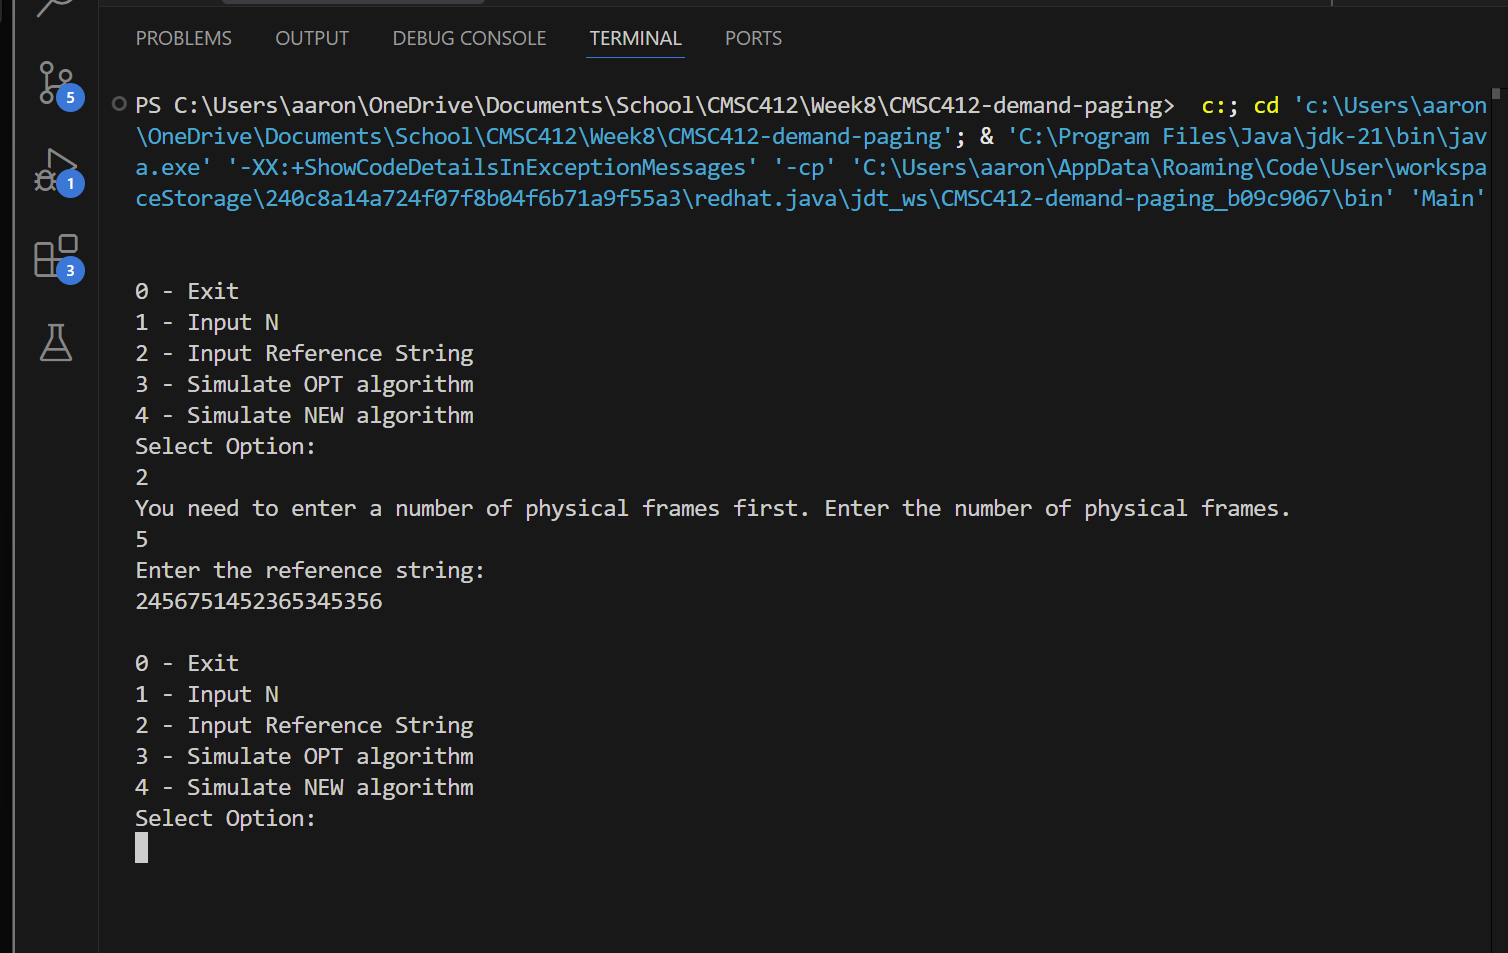 PROBLEMS OUTPUT DEBUG CONSOLE TERMINAL PORTS
5
1
3
PS C:\Users\aaron\OneDrive\Documents\School\CMSC412\Week8\CMSC412-demand-paging>  c:; cd 'c:\Users\aaron
\OneDrive\Documents\School\CMSC412\Week8\CMSC412-demand-paging'; & 'C:\Program Files\Java\jdk-21\bin\jav
a.exe' '-XX:+ShowCodeDetailsInExceptionMessages' '-cp' 'C:\Users\aaron\AppData\Roaming\Code\User\workspa
ceStorage\240c8a14a724f07f8b04f6b71a9f55a3\redhat.java\jdt_ws\CMSC412-demand-paging_b09c9067\bin' 'Main'
0 - Exit
1 - Input N
2 - Input Reference String
3 - Simulate OPT algorithm
4 - Simulate NEW algorithm
Select Option:
2
You need to enter a number of physical frames first. Enter the number of physical frames.
5
Enter the reference string:
2456751452365345356
0 - Exit
1 - Input N
2 - Input Reference String
3 - Simulate OPT algorithm
4 - Simulate NEW algorithm
Select Option: